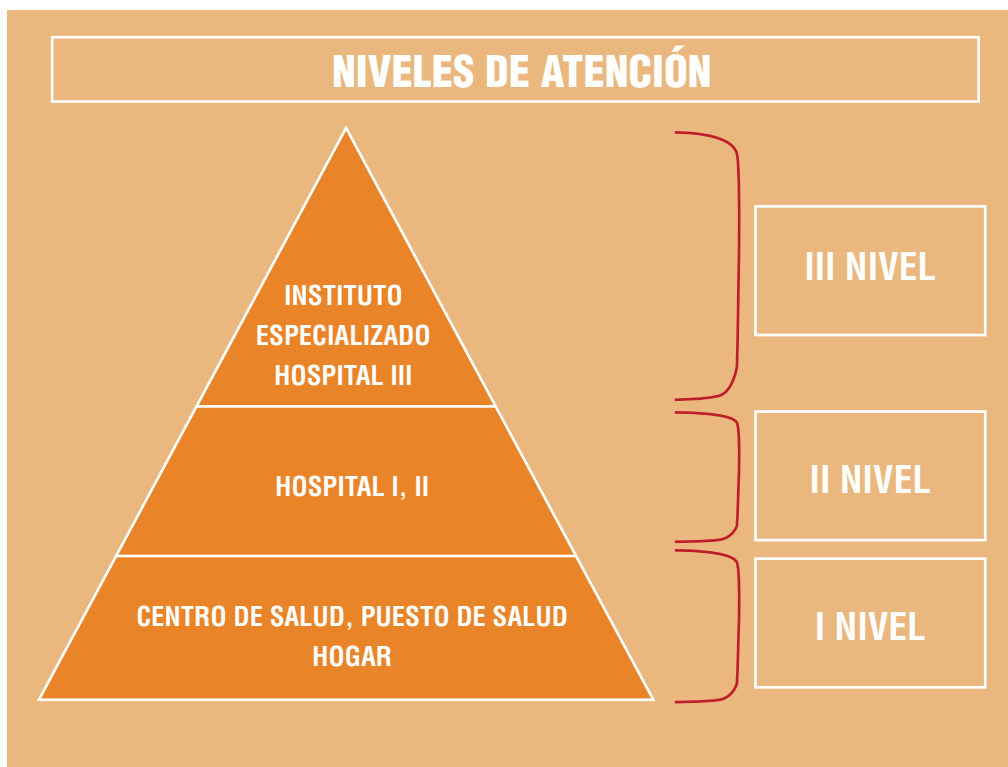 NIVELES DE ATENCIÓN
INSTITUTO
ESPECIALIZADO
HOSPITAL III
III NIVEL
HOSPITAL I, II
II NIVEL
CENTRO DE SALUD, PUESTO DE SALUD
HOGAR
I NIVEL